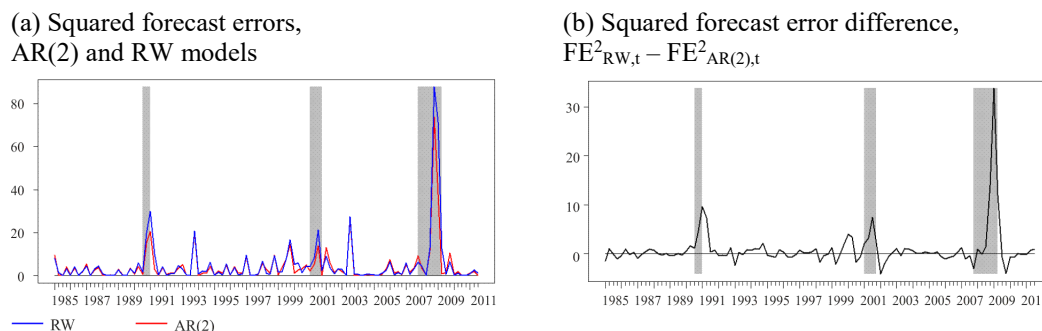 (a) Squared forecast errors,
AR(2) and RW models
80
60
40
20
0
1985 1987 1989 1991 1993 1995 1997 1999 2001 2003 2005 2007 2009 2011
RW AR(2)
(b) Squared forecast error difference,
FE²RW,t – FE²AR(2),t
30
20
10
0
1985 1987 1989 1991 1993 1995 1997 1999 2001 2003 2005 2007 2009 201